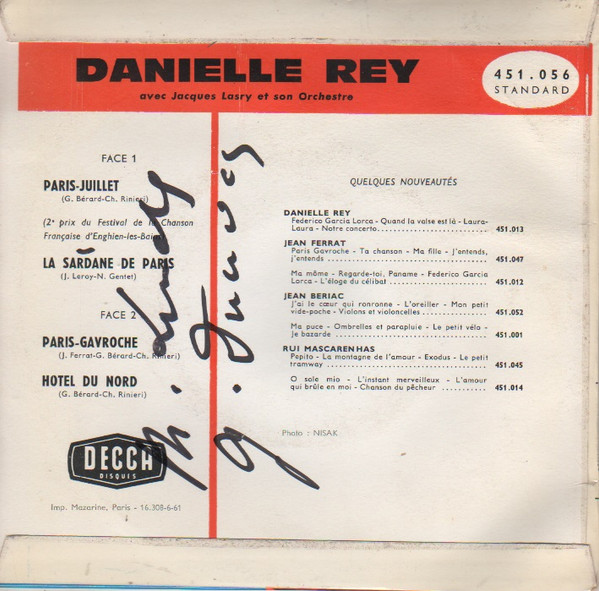 DANIELLE REY
avec Jacques Lasry et son Orchestre
451.056
STANDARD
FACE 1
PARIS-JUILLET
(G. Bérard-Ch. Rinieri)
(2e prix du Festival de la Chanson
Française d'Enghien-les-Bains)
LA SARDANE DE PARIS
(J. Leroy-N. Gentet)
FACE 2
PARIS-GAVROCHE
(J. Ferrat-G. Bérard-Ch. Rinieri)
HOTEL DU NORD
(G. Bérard-Ch. Rinieri)
DECCA
DISQUES
Imp. Mazarine, Paris - 16.308-6-61
QUELQUES NOUVEAUTÉS
DANIELLE REY
Federico Garcia Lorca - Quand la valse est là - Laura-
Laura - Notre concerto. 451.013
JEAN FERRAT
Paris Gavroche - Ta chanson - Ma fille - J'entends,
j'entends 451.047
Ma môme - Regarde-toi, Paname - Federico Garcia
Lorca - L'éloge du célibat 451.012
JEAN BERIAC
J'ai le cœur qui ronronne - L'oreiller - Mon petit
vide-poche - Violons et violoncelles 451.052
Ma puce - Ombrelles et parapluie - Le petit véla -
Je bazarde 451.001
RUI MASCARENHAS
Pepito - La montagne de l'amour - Exodus - Le petit
tramway 451.045
O sole mio - L'instant merveilleux - L'amour
qui brûle en moi - Chanson du pêcheur 451.014
Photo : NISAK